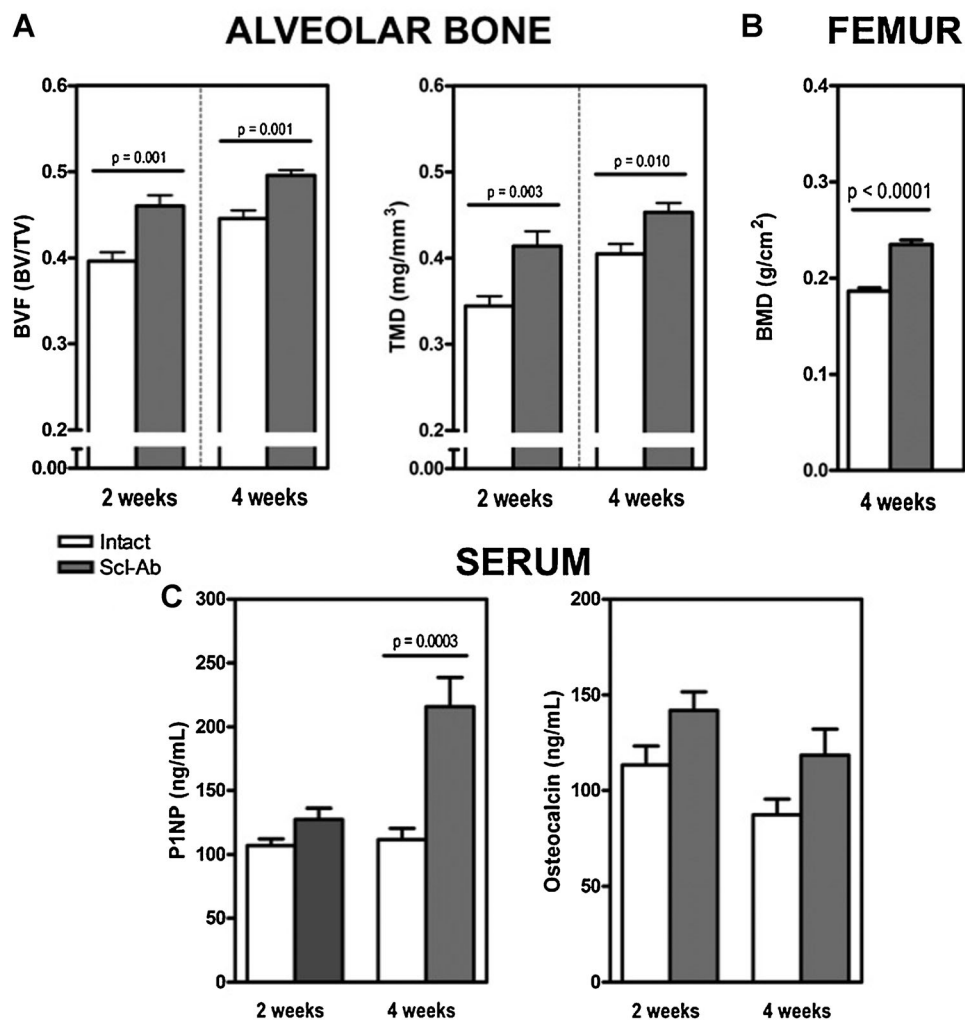 A
ALVEOLAR BONE
BVF (BV/TV)
0.6
0.5
0.4
0.3
0.2
0.00
p = 0.001
p = 0.001
2 weeks
4 weeks
TMD (mg/mm³)
0.6
0.5
0.4
0.3
0.2
0.00
p = 0.003
p = 0.010
2 weeks
4 weeks
B
FEMUR
BMD (g/cm²)
0.4
0.3
0.2
0.1
0.0
p < 0.0001
4 weeks
Intact
Scl-Ab
SERUM
C
P1NP (ng/mL)
300
250
200
150
100
50
0
p = 0.0003
2 weeks
4 weeks
Osteocalcin (ng/mL)
200
150
100
50
0
2 weeks
4 weeks